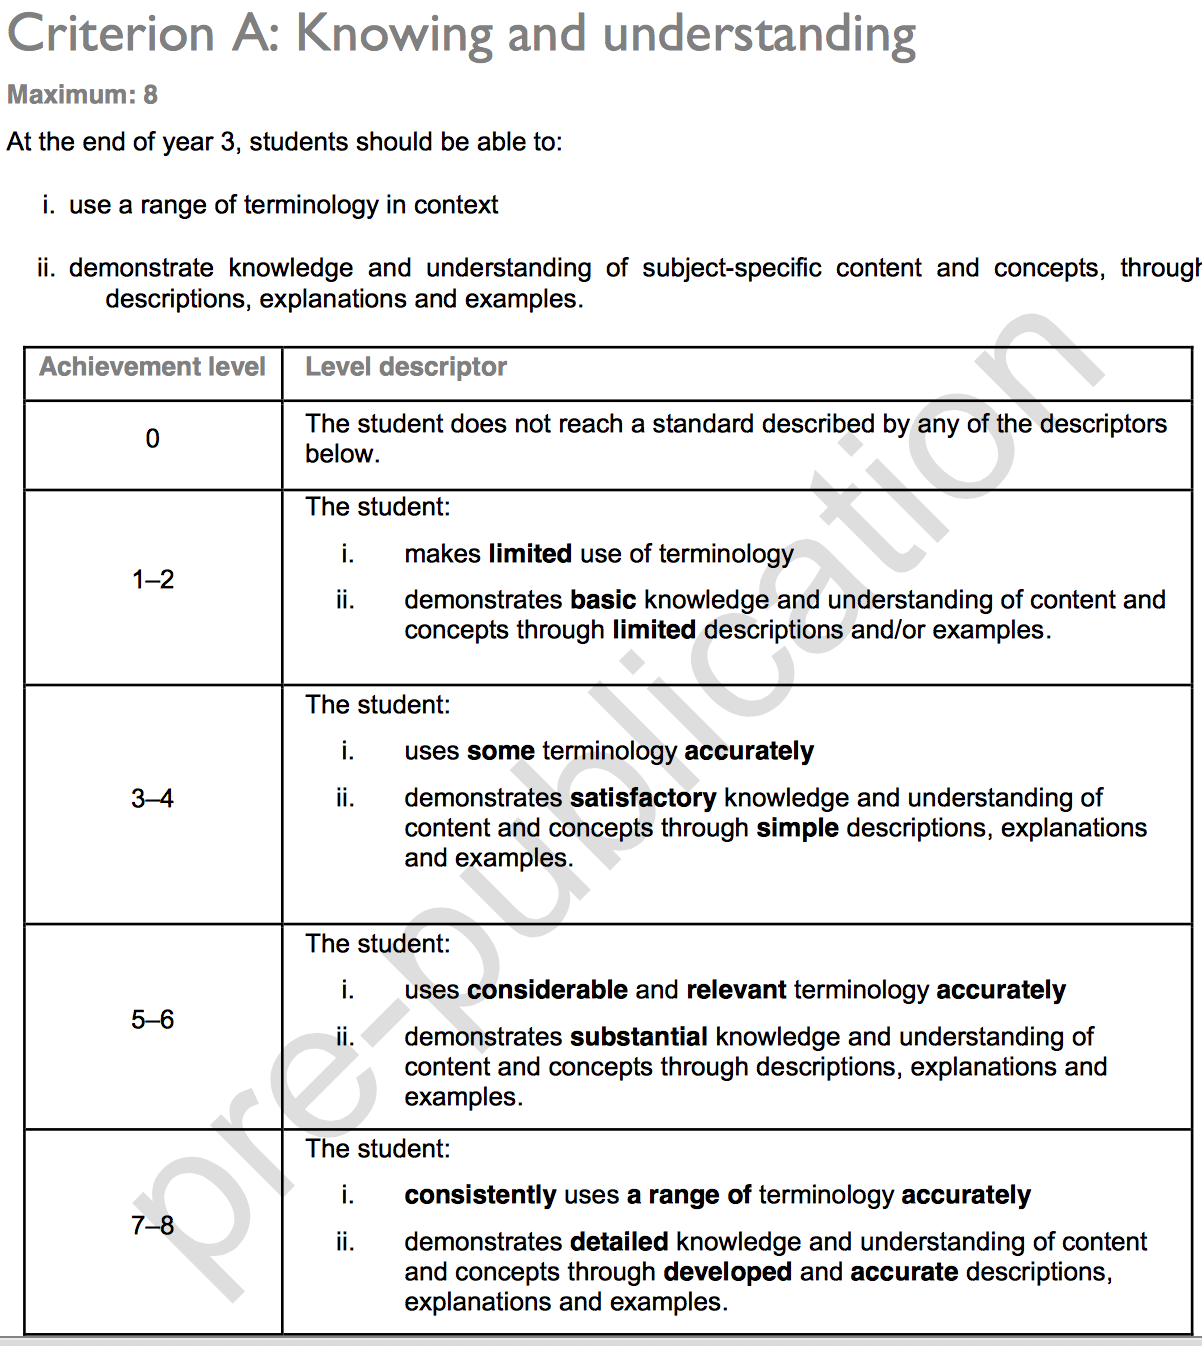 Criterion A: Knowing and understanding
Maximum: 8
At the end of year 3, students should be able to:
i. use a range of terminology in context
ii. demonstrate knowledge and understanding of subject-specific content and concepts, through
descriptions, explanations and examples.
Achievement level Level descriptor
0
The student does not reach a standard described by any of the descriptors
below.
1–2
The student:
i. makes limited use of terminology
ii. demonstrates basic knowledge and understanding of content and
concepts through limited descriptions and/or examples.
3–4
The student:
i. uses some terminology accurately
ii. demonstrates satisfactory knowledge and understanding of
content and concepts through simple descriptions, explanations
and examples.
5–6
The student:
i. uses considerable and relevant terminology accurately
ii. demonstrates substantial knowledge and understanding of
content and concepts through descriptions, explanations and
examples.
7–8
The student:
i. consistently uses a range of terminology accurately
ii. demonstrates detailed knowledge and understanding of content
and concepts through developed and accurate descriptions,
explanations and examples.
pre-publication